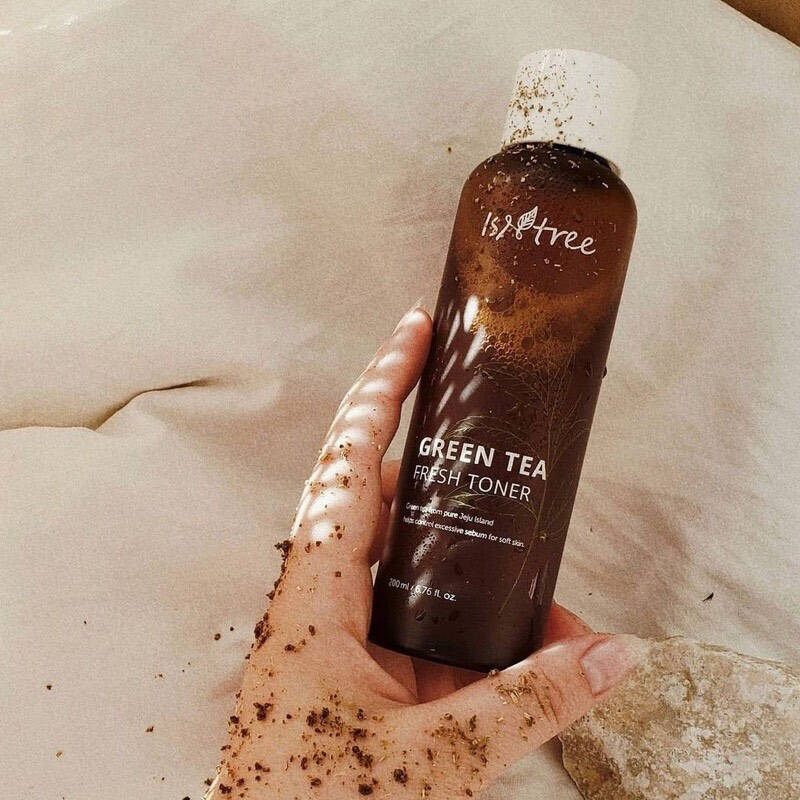 Isntree
GREEN TEA
FRESH TONER
Green tea from pure Jeju Island
helps control excessive sebum for soft skin.
200 ml / 6.76 fl. oz.